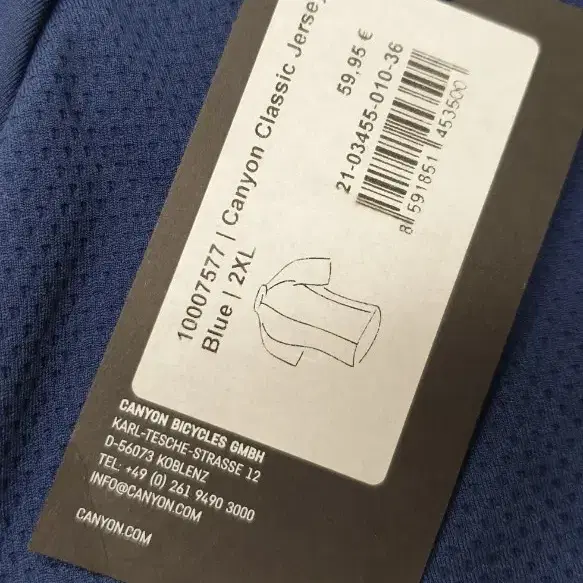 10007577 | Canyon Classic Jersey
Blue | 2XL
59,95 €
21-03455-010-36
8 591851 453500
CANYON BICYCLES GMBH
KARL-TESCHE-STRASSE 12
D-56073 KOBLENZ
TEL: +49 (0) 261 9490 3000
INFO@CANYON.COM
CANYON.COM